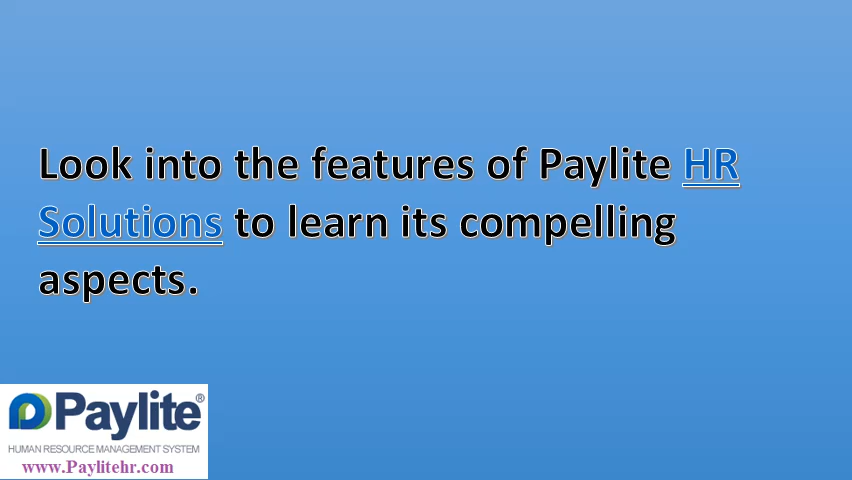 Look into the features of Paylite HR
Solutions to learn its compelling
aspects.
Paylite®
HUMAN RESOURCE MANAGEMENT SYSTEM
www.Paylitehr.com